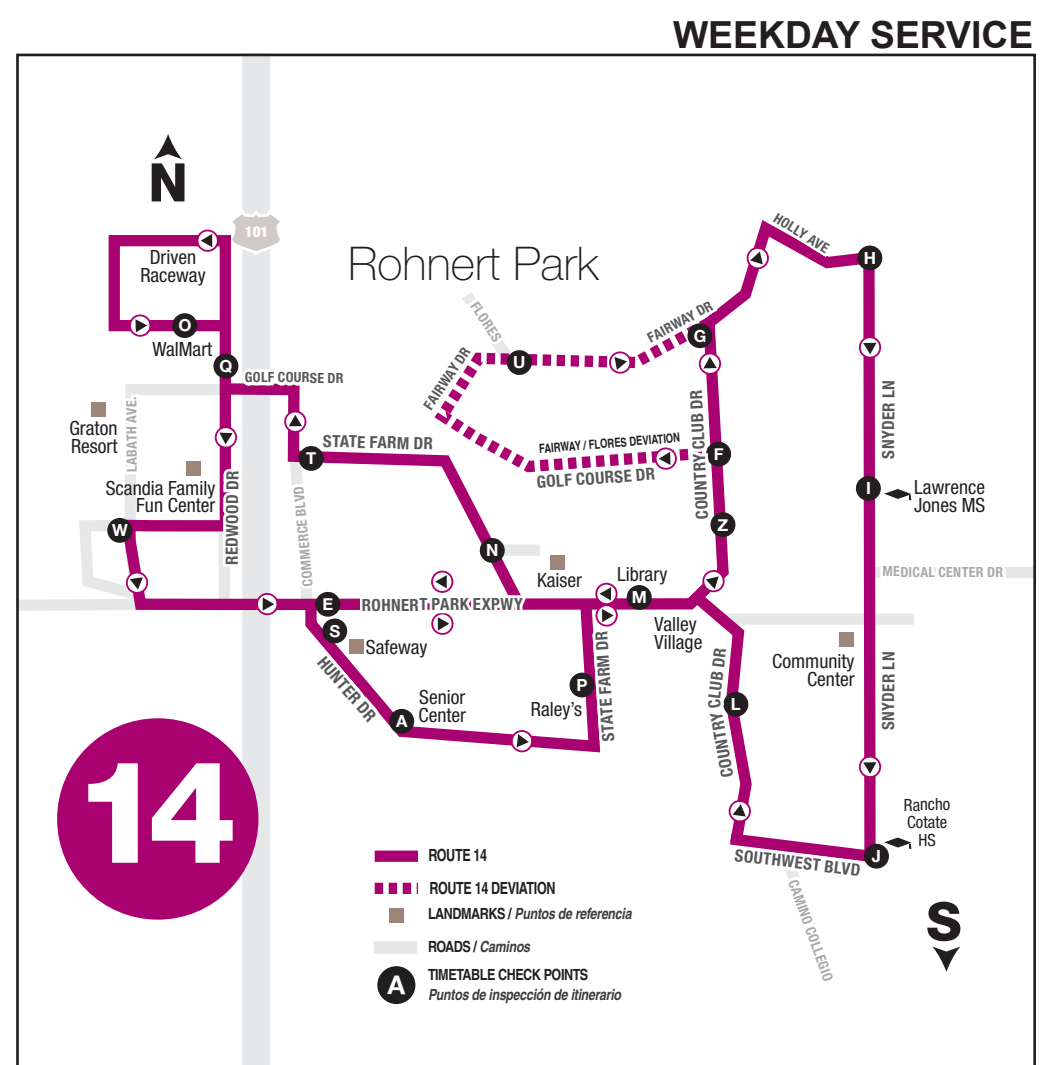 WEEKDAY SERVICE
N
101
Rohnert Park
Driven
Raceway
O
WalMart
Q
GOLF COURSE DR
HOLLY AVE
H
FLORES
FAIRWAY DR
G
U
FAIRWAY DR
LABATH AVE.
Graton
Resort
STATE FARM DR
T
FAIRWAY / FLORES DEVIATION
F
GOLF COURSE DR
COUNTRY CLUB DR
SNYDER LN
Scandia Family
Fun Center
I
Lawrence
Jones MS
W
REDWOOD DR
COMMERCE BLVD
N
Z
Kaiser
Library
MEDICAL CENTER DR
E
ROHNERT PARK EXPWY
M
Valley
Village
S
Safeway
HUNTER DR
Senior
Center
A
P
Raley's
STATE FARM DR
COUNTRY CLUB DR
L
Community
Center
SNYDER LN
14
Rancho
Cotate
HS
J
SOUTHWEST BLVD
CAMINO COLLEGIO
ROUTE 14
ROUTE 14 DEVIATION
LANDMARKS / Puntos de referencia
ROADS / Caminos
A
TIMETABLE CHECK POINTS
Puntos de inspección de itinerario
S